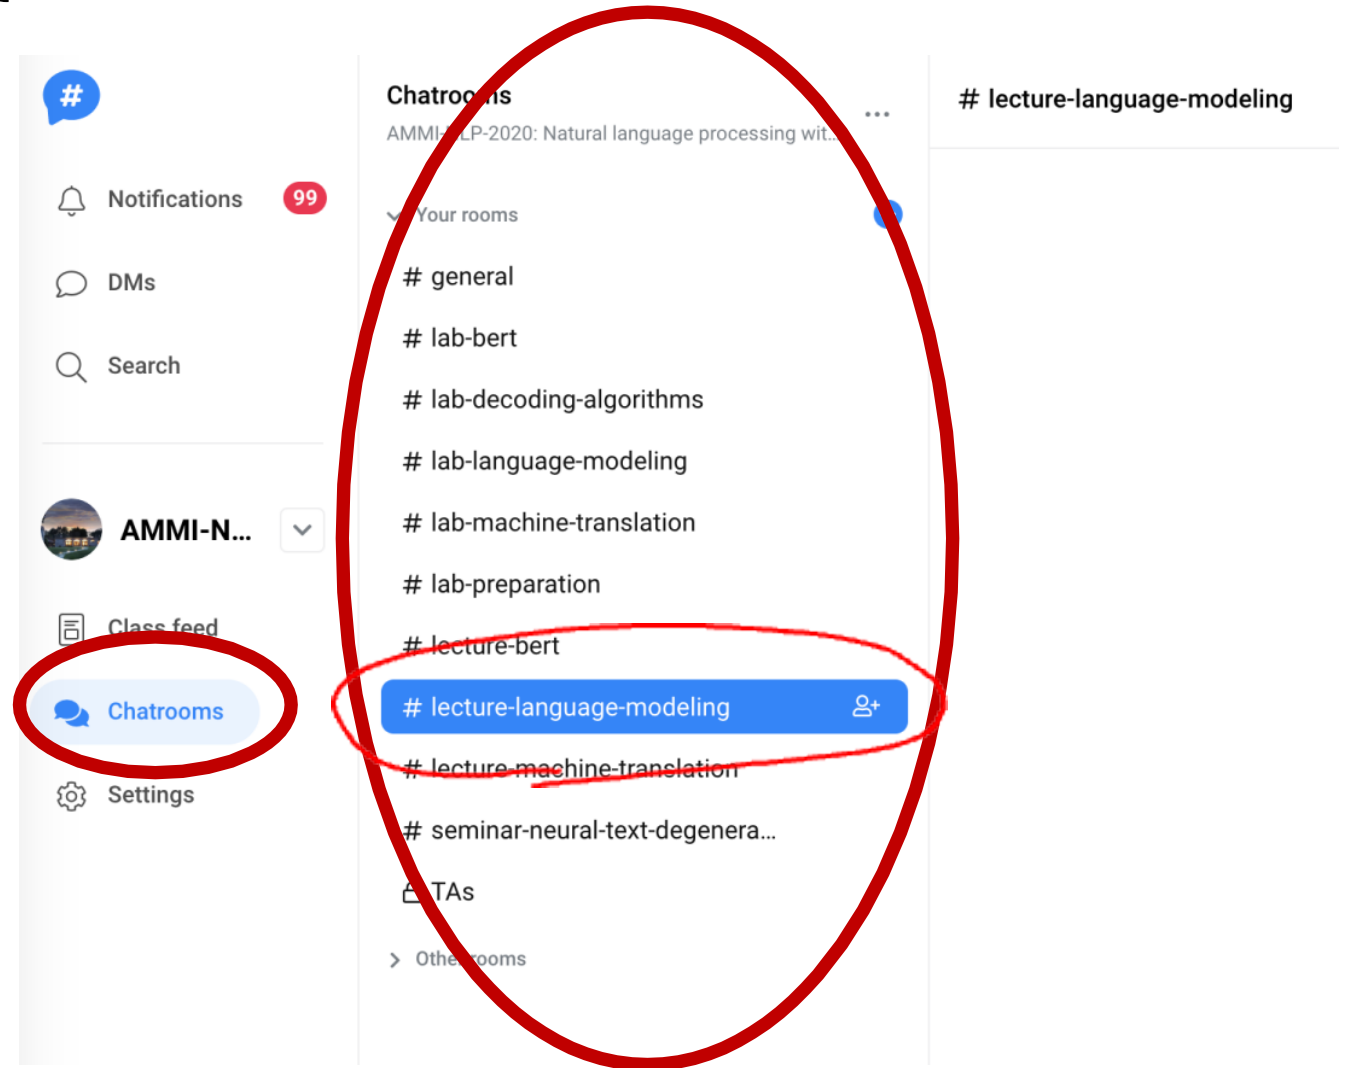 #
Notifications 99
DMs
Search
AMMI-N...
Class feed
Chatrooms
Settings
Chatrooms
AMMI-NLP-2020: Natural language processing wit...
Your rooms
# general
# lab-bert
# lab-decoding-algorithms
# lab-language-modeling
# lab-machine-translation
# lab-preparation
# lecture-bert
# lecture-language-modeling
# lecture-machine-translation
# seminar-neural-text-degenera...
TAs
Other rooms
# lecture-language-modeling